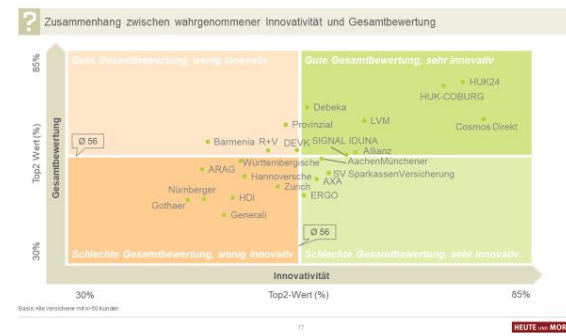 ?
Zusammenhang zwischen wahrgenommener Innovativität und Gesamtbewertung
85%
Gute Gesamtbewertung, wenig innovativ
Gute Gesamtbewertung, sehr innovativ
HUK24
HUK-COBURG
Debeka
LVM
Cosmos Direkt
Provinzial
Top2 Wert (%)
Gesamtbewertung
Ø 56
Barmenia
R+V
DEVK
SIGNAL IDUNA
Allianz
Württembergische
AachenMünchener
ARAG
Hannoversche
SV SparkassenVersicherung
Zurich
AXA
Nürnberger
HDI
ERGO
Gothaer
Generali
Ø 56
30%
Schlechte Gesamtbewertung, wenig innovativ
Schlechte Gesamtbewertung, sehr innovativ
Innovativität
30%
Top2-Wert (%)
85%
Basis: Alle Versicherer mit n>50 Kunden
77
HEUTE UND MOR